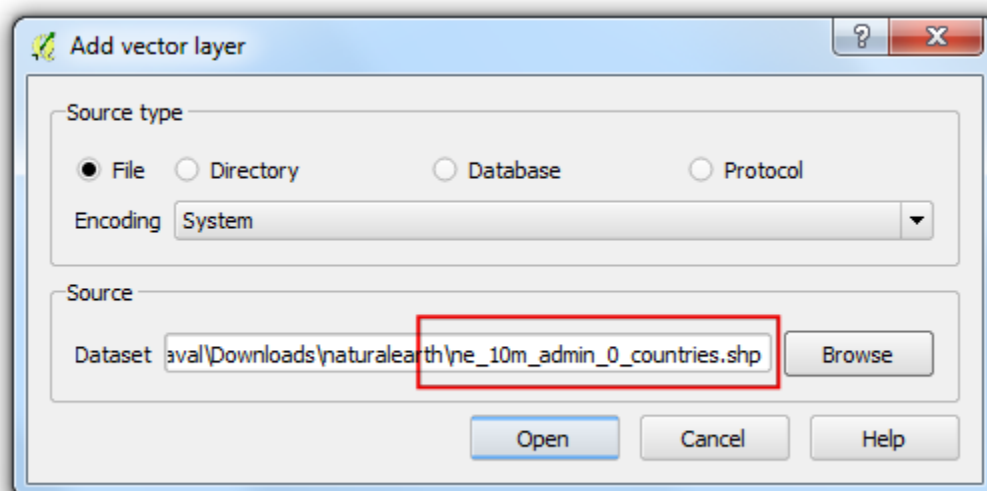 Add vector layer
Source type
File Directory Database Protocol
Encoding System
Source
Dataset aval\Downloads\naturalearth\ne_10m_admin_0_countries.shp Browse
Open Cancel Help